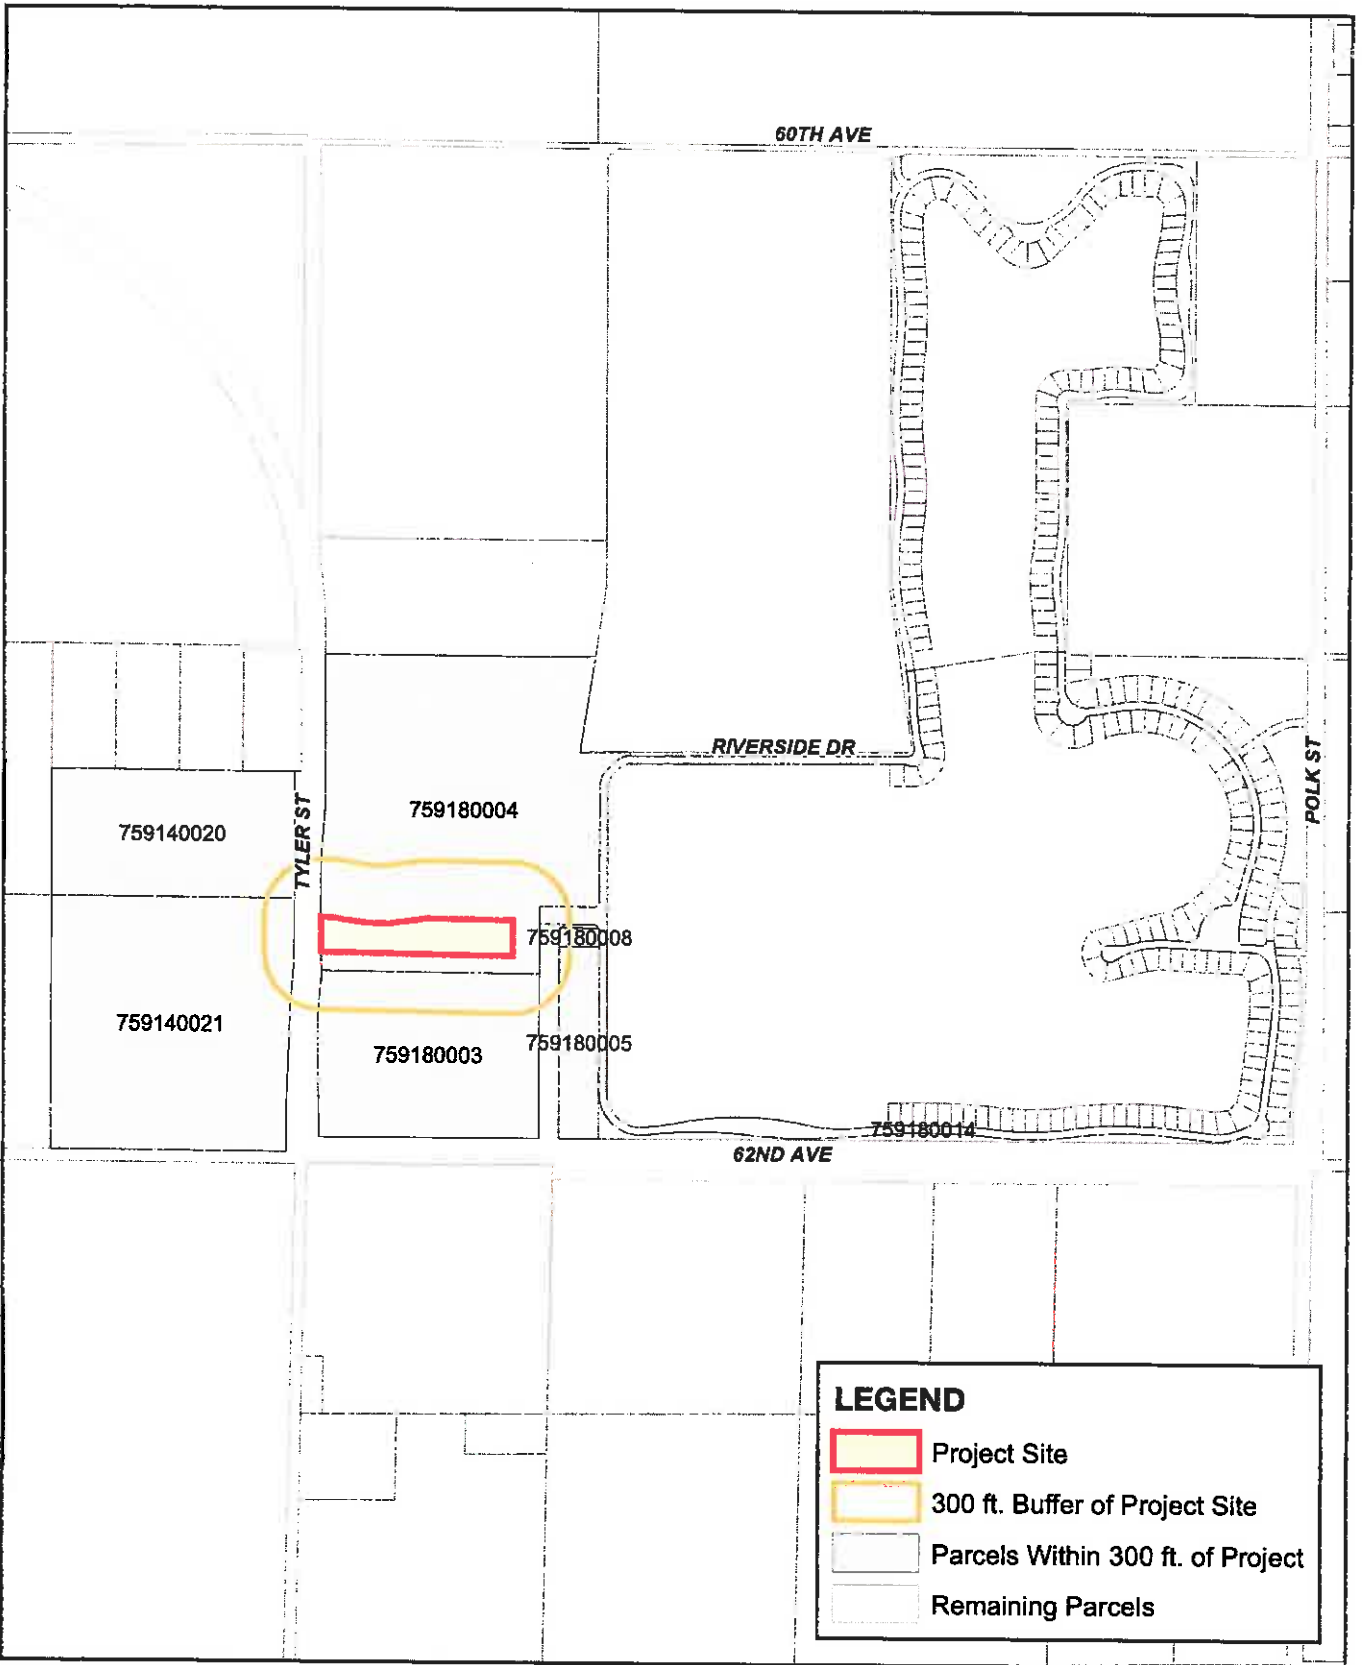 60TH AVE
RIVERSIDE DR
POLK ST
759180004
759140020
TYLER ST
759180008
759140021
759180003
759180005
759180014
62ND AVE
LEGEND
Project Site
300 ft. Buffer of Project Site
Parcels Within 300 ft. of Project
Remaining Parcels